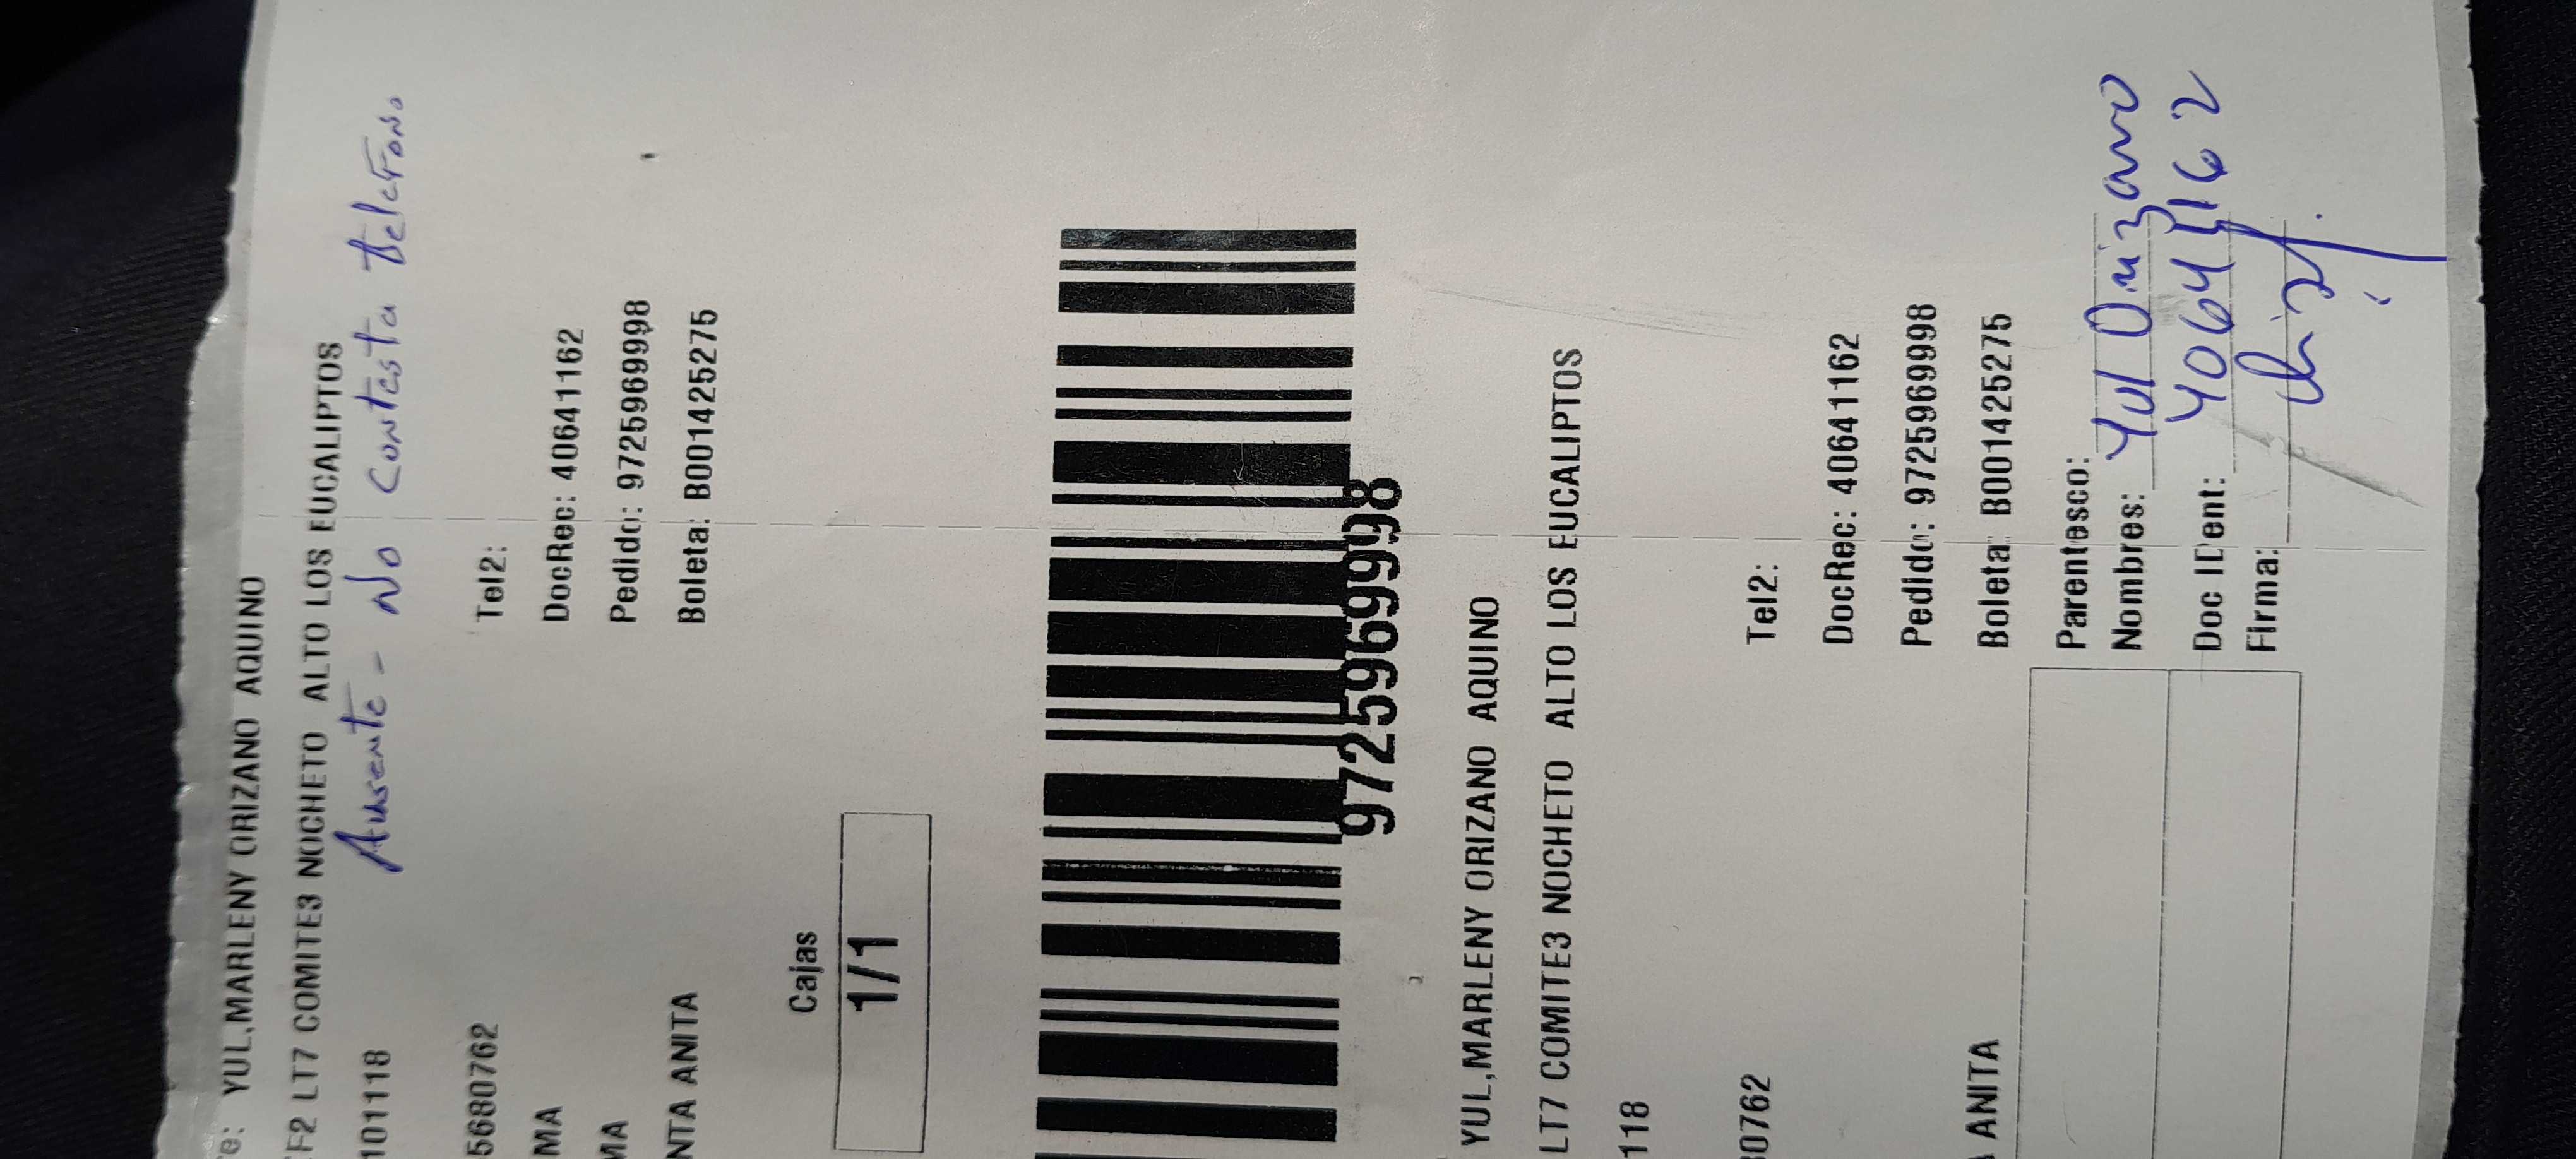 e: YUL,MARLENY ORIZANO AQUINO
F2 LT7 COMITE3 NOCHETO ALTO LOS EUCALIPTOS
Ausente - No contesta telefono
101118
5680762 Tel2:
MA DocRec: 40641162
MA Pedido: 9725969998
NTA ANITA Boleta: B001425275
Cajas
1/1
9725969998
YUL,MARLENY ORIZANO AQUINO
LT7 COMITE3 NOCHETO ALTO LOS EUCALIPTOS
118
0762 Tel2:
DocRec: 40641162
Pedido: 9725969998
ANITA Boleta: B001425275
Parentesco:
Nombres: Yul Orizano
Doc IDent: 40641162
Firma: